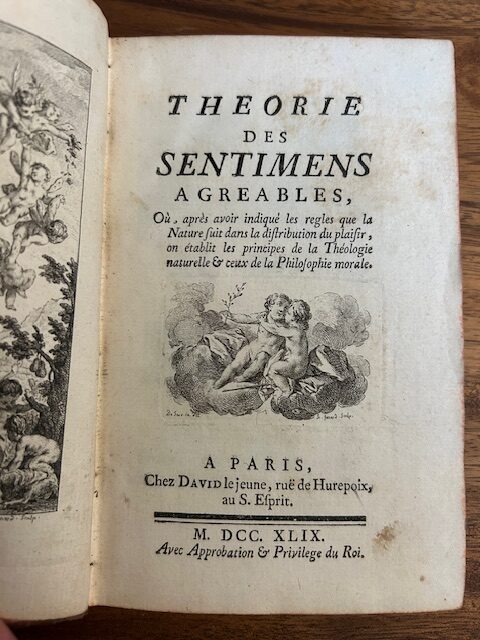 THEORIE
DES
SENTIMENS
AGREABLES,
Où, après avoir indiqué les regles que la
Nature suit dans la distribution du plaisir,
on établit les principes de la Théologie
naturelle & ceux de la Philosophie morale.
A PARIS,
Chez DAVID le jeune, ruë de Hurepoix,
au S. Esprit.
M. DCC. XLIX.
Avec Approbation & Privilege du Roi.